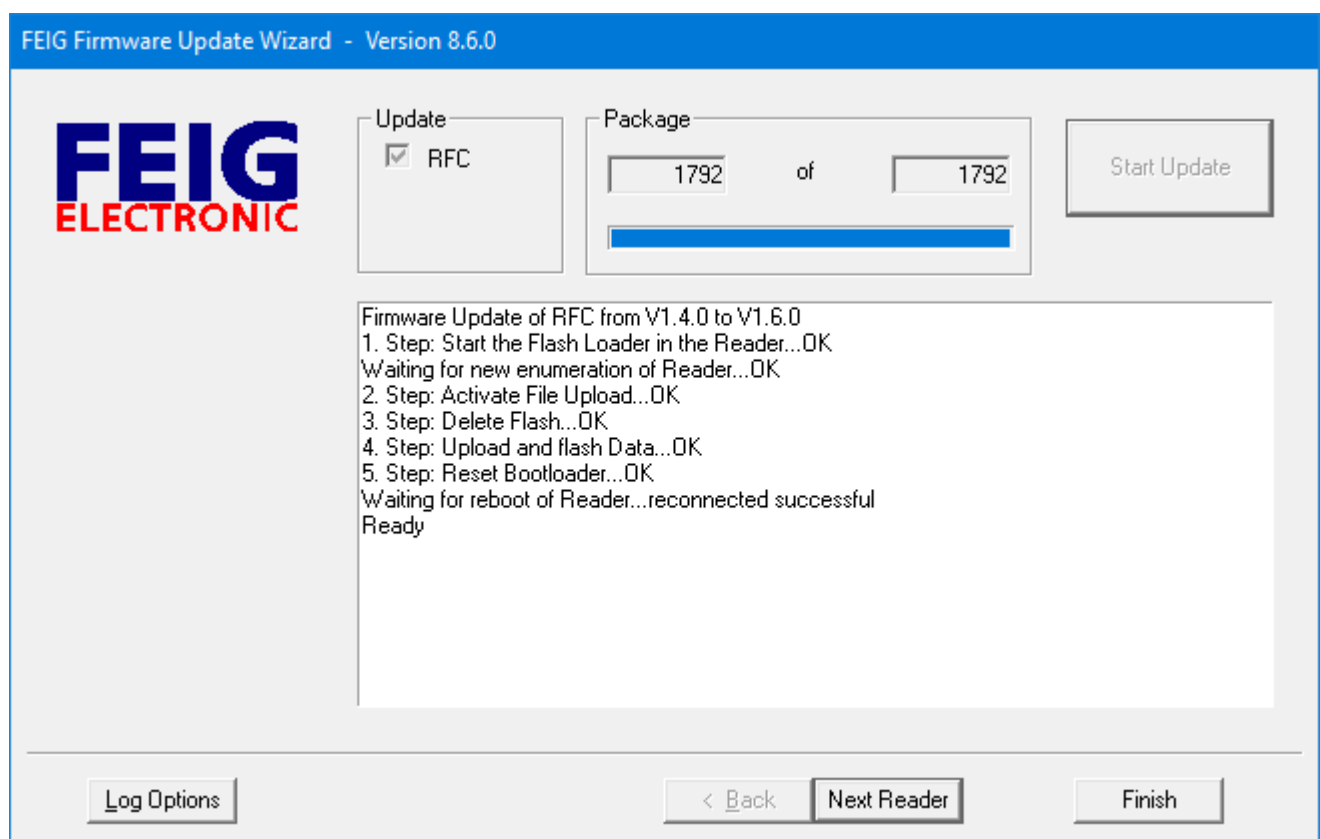 FEIG Firmware Update Wizard - Version 8.6.0
FEIG
ELECTRONIC
Update
RFC
Package
1792 of 1792
Start Update
Firmware Update of RFC from V1.4.0 to V1.6.0
1. Step: Start the Flash Loader in the Reader...OK
Waiting for new enumeration of Reader...OK
2. Step: Activate File Upload...OK
3. Step: Delete Flash...OK
4. Step: Upload and flash Data...OK
5. Step: Reset Bootloader...OK
Waiting for reboot of Reader...reconnected successful
Ready
Log Options
< Back
Next Reader
Finish